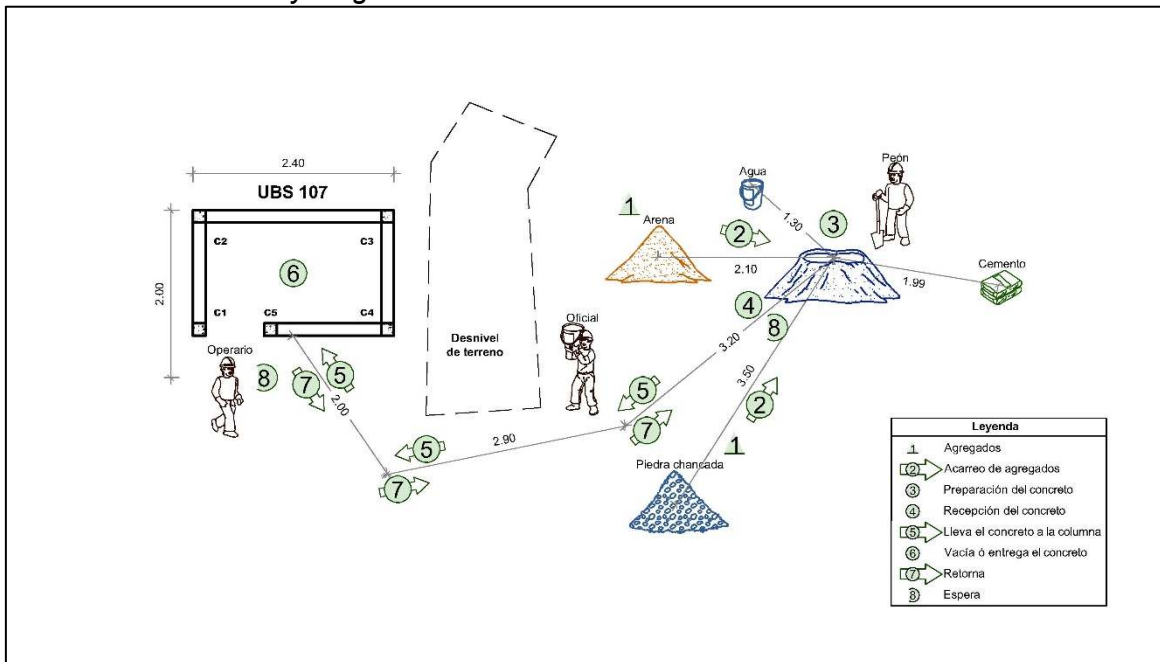 2.40
UBS 107
2.00
C2
C3
6
C1
C5
C4
Operario
8
7
5
2.00
Desnivel
de terreno
Oficial
5
7
2.90
5
7
1
Arena
Agua
2
1.30
3
Peón
2.10
Cemento
1.99
4
8
3.20
3.50
2
1
Piedra chancada
Leyenda
1 Agregados
2 Acarreo de agregados
3 Preparación del concreto
4 Recepción del concreto
5 Lleva el concreto a la columna
6 Vacía ó entrega el concreto
7 Retorna
8 Espera